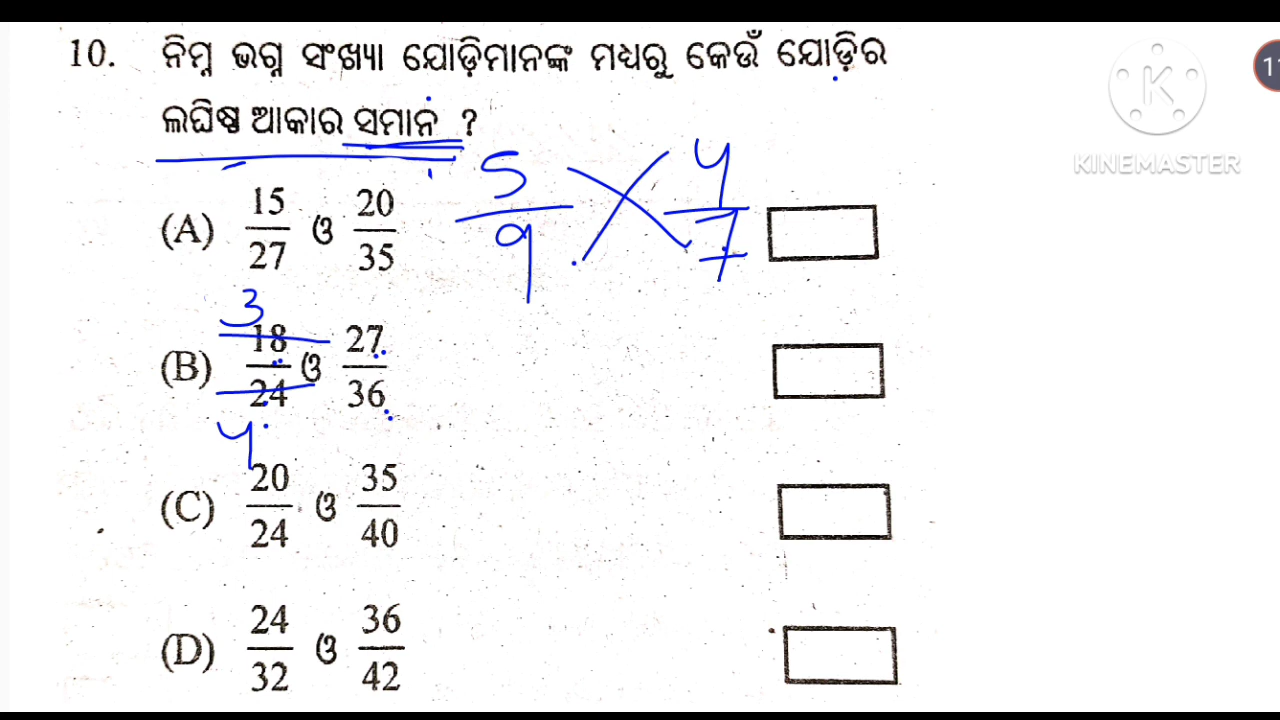 10. ନିମ୍ନ ଭଗ୍ନ ସଂଖ୍ୟା ଯୋଡ଼ିମାନଙ୍କ ମଧ୍ୟରୁ କେଉଁ ଯୋଡ଼ିର
ଲଘିଷ୍ଠ ଆକାର ସମାନ ?
(A) 15/27 ଓ 20/35 5/9 4/7
3
(B) 18/24 ଓ 27/36
4
(C) 20/24 ଓ 35/40
(D) 24/32 ଓ 36/42
K
KINEMASTER
11